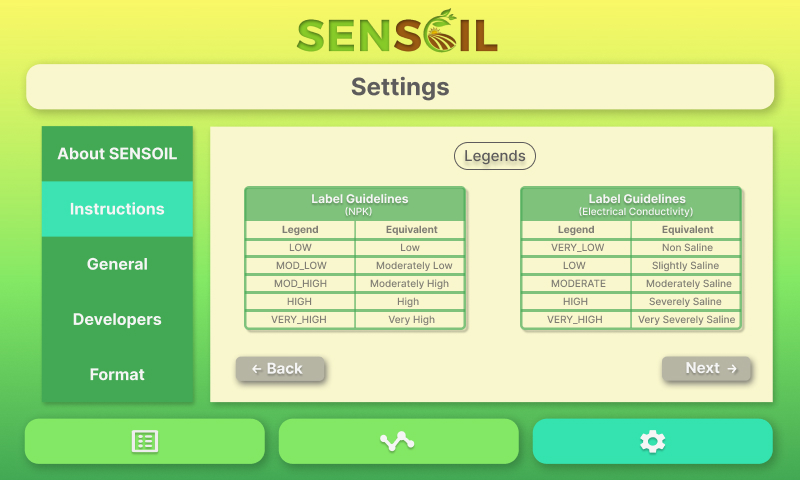 SENSOIL
Settings
About SENSOIL
Instructions
General
Developers
Format
Legends
Label Guidelines
(NPK)
Legend Equivalent
LOW Low
MOD_LOW Moderately Low
MOD_HIGH Moderately High
HIGH High
VERY_HIGH Very High
Label Guidelines
(Electrical Conductivity)
Legend Equivalent
VERY_LOW Non Saline
LOW Slightly Saline
MODERATE Moderately Saline
HIGH Severely Saline
VERY_HIGH Very Severely Saline
← Back
Next →